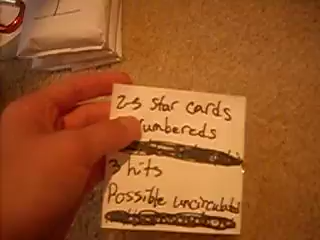 2-3 star cards
numbereds
3 hits
Possible uncirculated